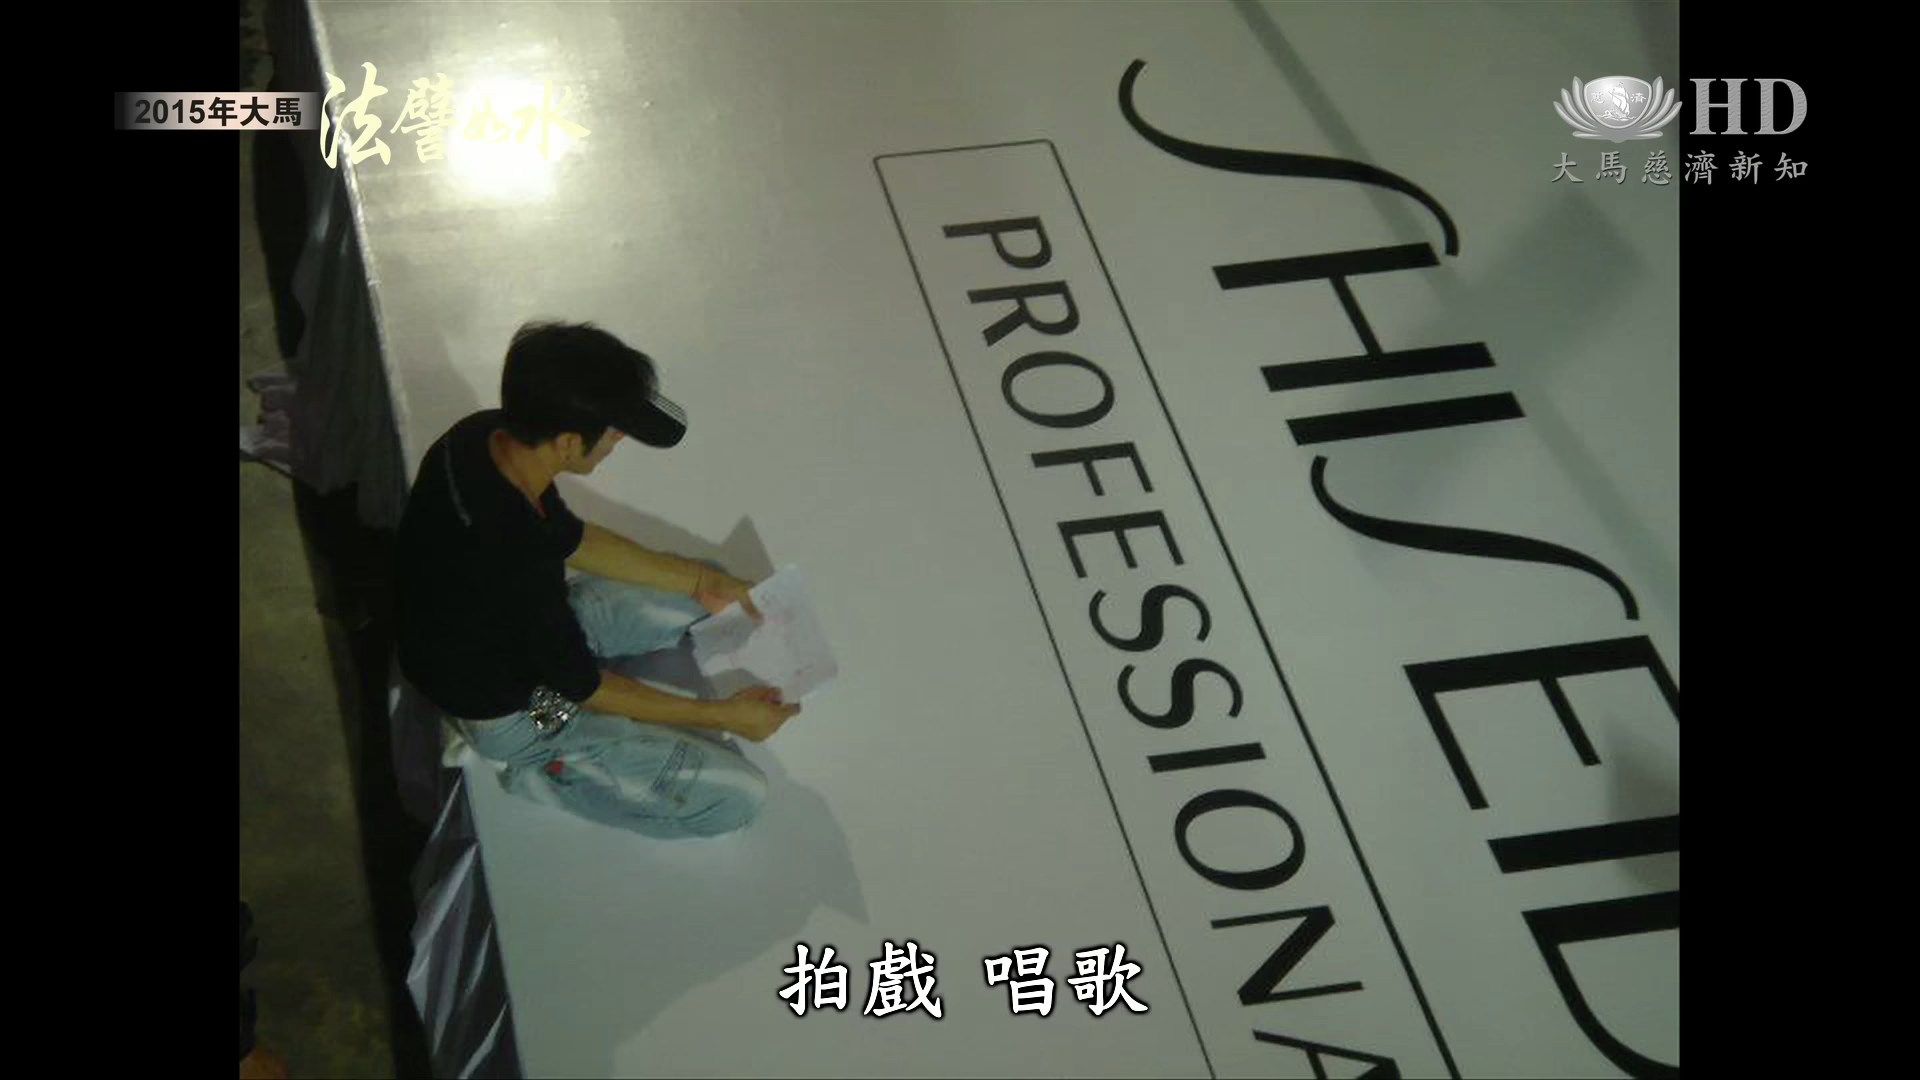 2015年大馬
法譬如水
HD
大馬慈濟新知
SHISEID
PROFESSIONA
拍戲 唱歌